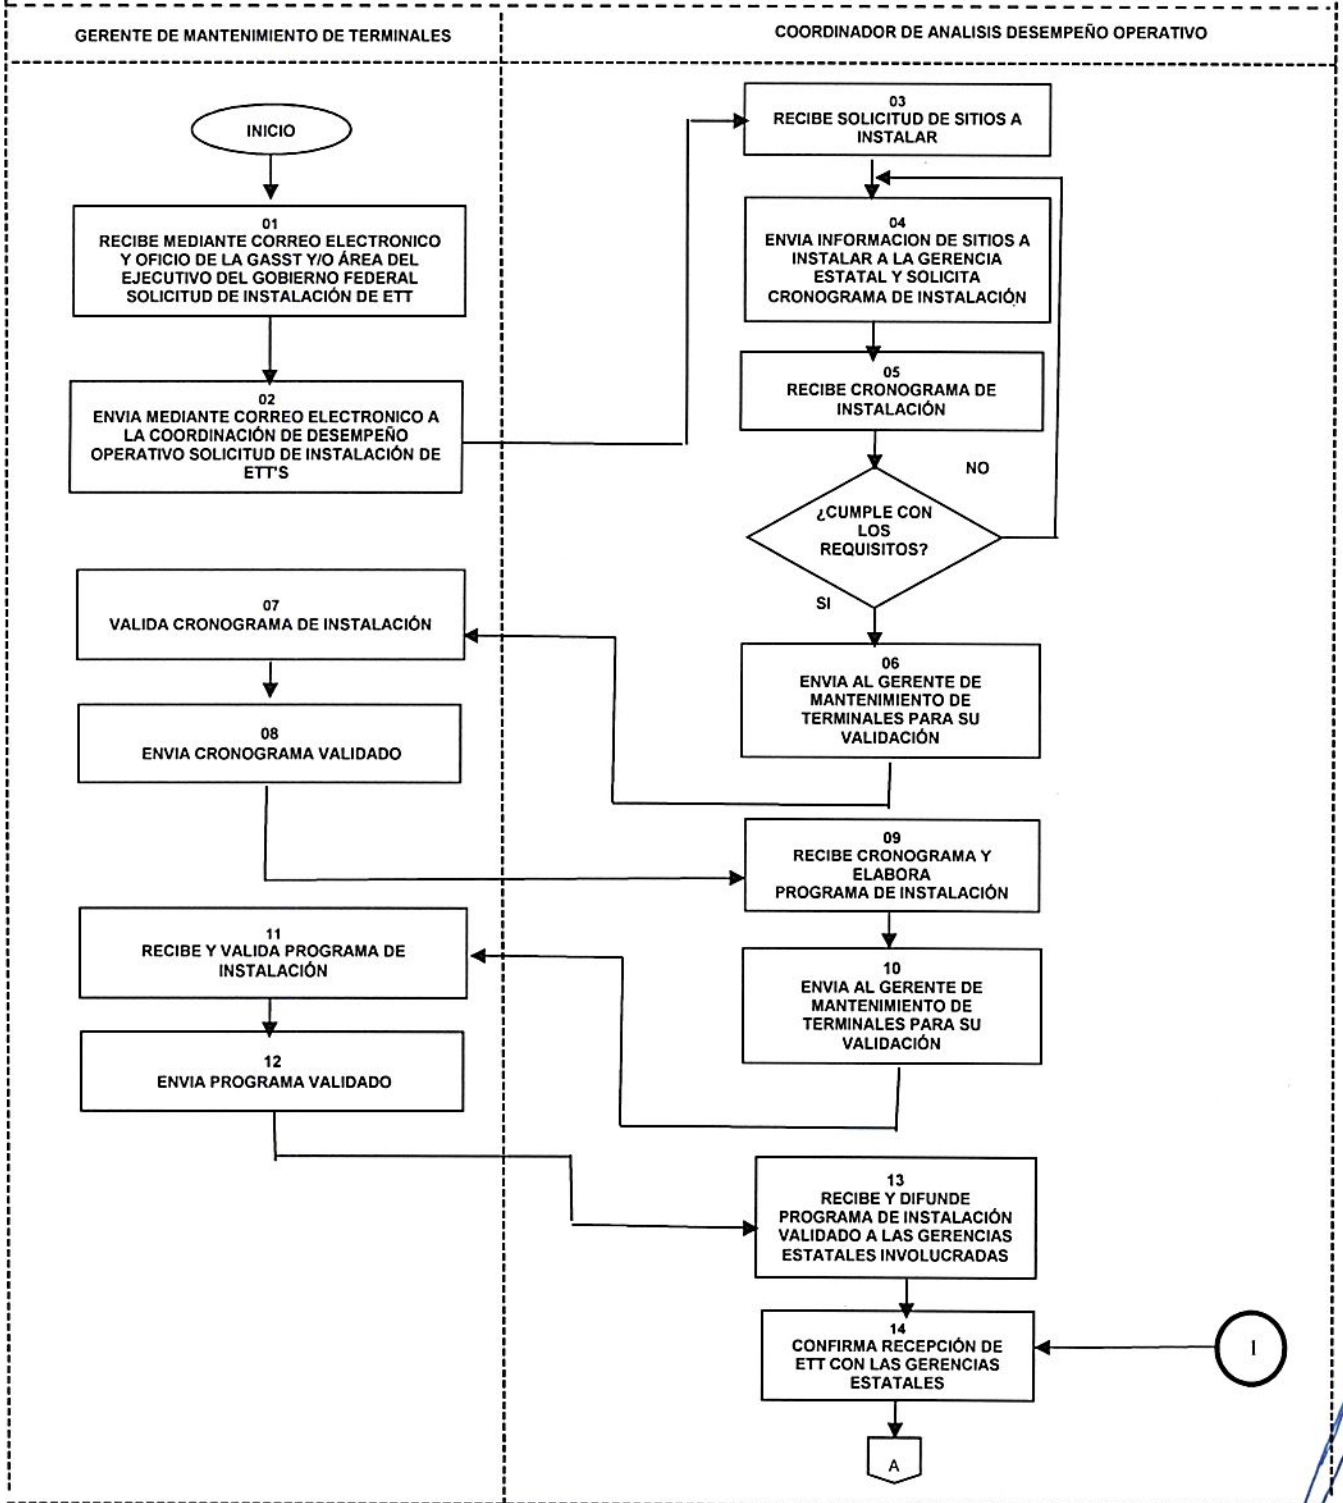 GERENTE DE MANTENIMIENTO DE TERMINALES
COORDINADOR DE ANALISIS DESEMPEÑO OPERATIVO
INICIO
01
RECIBE MEDIANTE CORREO ELECTRONICO
Y OFICIO DE LA GASST Y/O ÁREA DEL
EJECUTIVO DEL GOBIERNO FEDERAL
SOLICITUD DE INSTALACIÓN DE ETT
02
ENVIA MEDIANTE CORREO ELECTRONICO A
LA COORDINACIÓN DE DESEMPEÑO
OPERATIVO SOLICITUD DE INSTALACIÓN DE
ETT'S
03
RECIBE SOLICITUD DE SITIOS A
INSTALAR
04
ENVIA INFORMACION DE SITIOS A
INSTALAR A LA GERENCIA
ESTATAL Y SOLICITA
CRONOGRAMA DE INSTALACIÓN
05
RECIBE CRONOGRAMA DE
INSTALACIÓN
NO
¿CUMPLE CON
LOS
REQUISITOS?
SI
06
ENVIA AL GERENTE DE
MANTENIMIENTO DE
TERMINALES PARA SU
VALIDACIÓN
07
VALIDA CRONOGRAMA DE INSTALACIÓN
08
ENVIA CRONOGRAMA VALIDADO
09
RECIBE CRONOGRAMA Y
ELABORA
PROGRAMA DE INSTALACIÓN
10
ENVIA AL GERENTE DE
MANTENIMIENTO DE
TERMINALES PARA SU
VALIDACIÓN
11
RECIBE Y VALIDA PROGRAMA DE
INSTALACIÓN
12
ENVIA PROGRAMA VALIDADO
13
RECIBE Y DIFUNDE
PROGRAMA DE INSTALACIÓN
VALIDADO A LAS GERENCIAS
ESTATALES INVOLUCRADAS
14
CONFIRMA RECEPCIÓN DE
ETT CON LAS GERENCIAS
ESTATALES
1
A